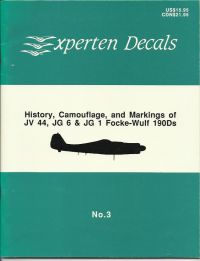 US$16.95
CDN$21.95
Experten Decals
History, Camouflage, and Markings of
JV 44, JG 6 & JG 1 Focke-Wulf 190Ds
No.3